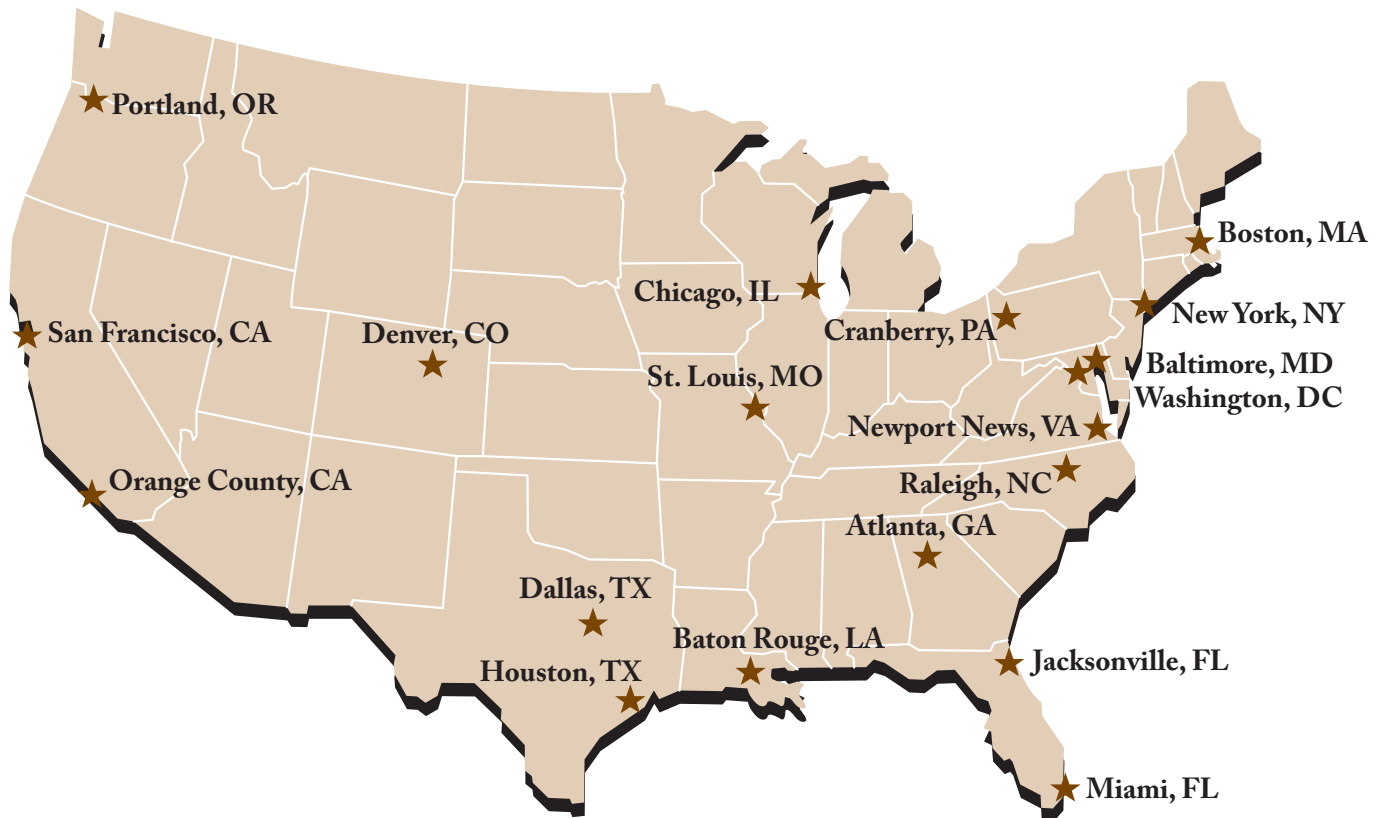 Portland, OR
Boston, MA
Chicago, IL
New York, NY
Cranberry, PA
San Francisco, CA
Denver, CO
Baltimore, MD
St. Louis, MO
Washington, DC
Newport News, VA
Orange County, CA
Raleigh, NC
Atlanta, GA
Dallas, TX
Baton Rouge, LA
Jacksonville, FL
Houston, TX
Miami, FL